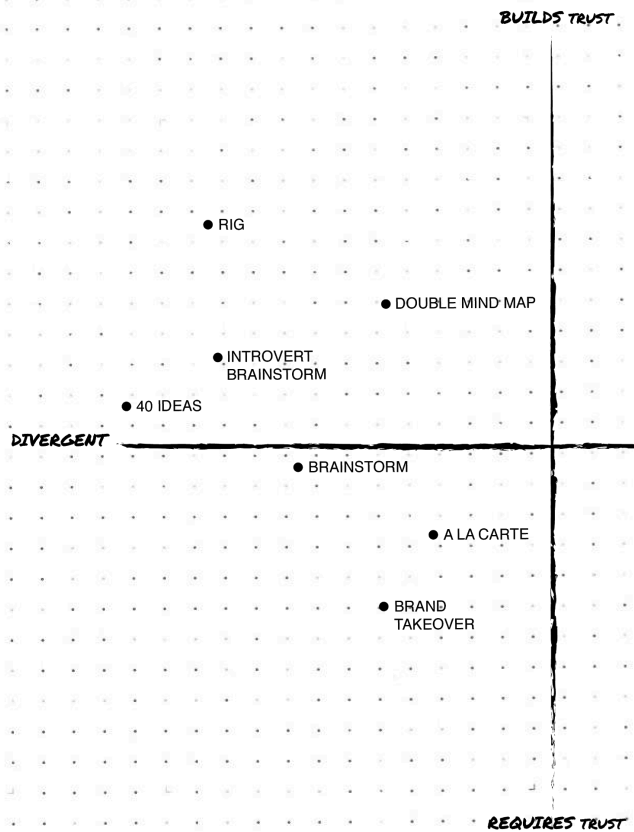 BUILDS TRUST
RIG
DOUBLE MIND MAP
INTROVERT
BRAINSTORM
40 IDEAS
DIVERGENT
BRAINSTORM
A LA CARTE
BRAND
TAKEOVER
REQUIRES TRUST